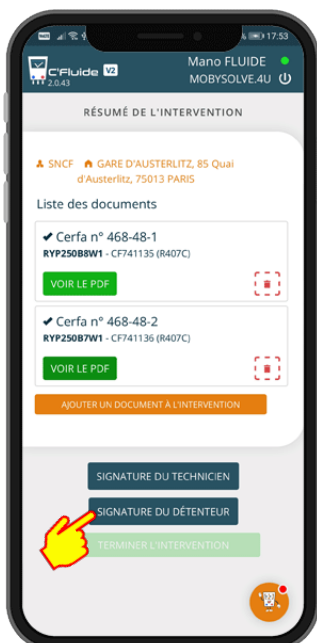 17:53
C'Fluide V2
2.0.43
Mano FLUIDE
MOBYSOLVE.4U
RÉSUMÉ DE L'INTERVENTION
SNCF GARE D'AUSTERLITZ, 85 Quai
d'Austerlitz, 75013 PARIS
Liste des documents
Cerfa n° 468-48-1
RYP250B8W1 - CF741135 (R407C)
VOIR LE PDF
Cerfa n° 468-48-2
RYP250B7W1 - CF741136 (R407C)
VOIR LE PDF
AJOUTER UN DOCUMENT À L'INTERVENTION
SIGNATURE DU TECHNICIEN
SIGNATURE DU DÉTENTEUR
TERMINER L'INTERVENTION